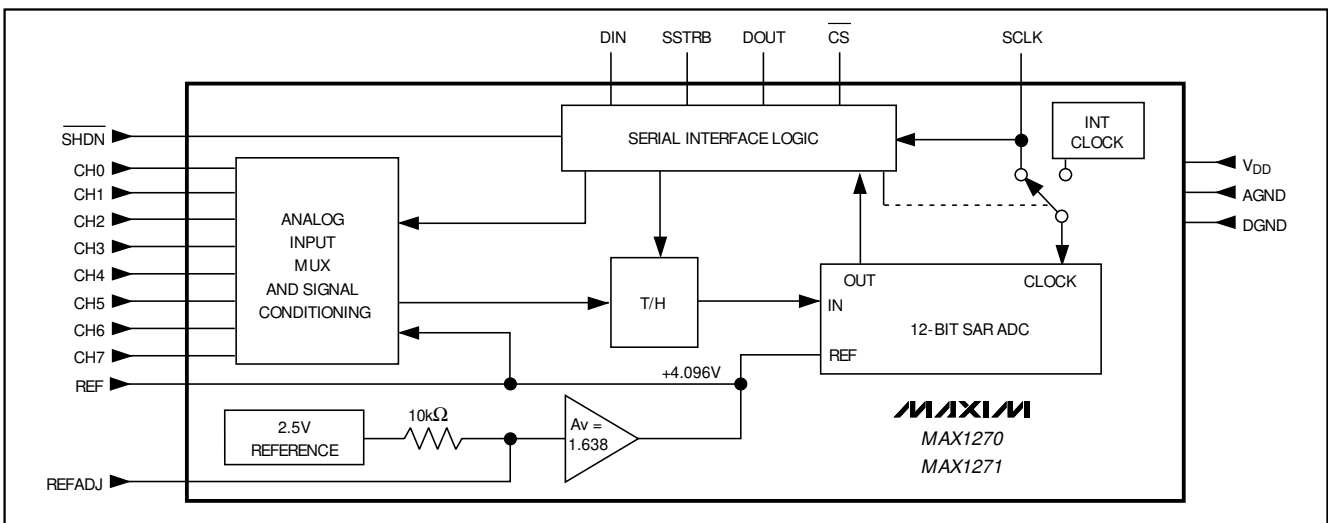 DIN SSTRB DOUT CS SCLK
SHDN
SERIAL INTERFACE LOGIC
INT
CLOCK
CH0
CH1
CH2
CH3
CH4
CH5
CH6
CH7
REF
REFADJ
ANALOG
INPUT
MUX
AND SIGNAL
CONDITIONING
T/H
OUT CLOCK
IN
12-BIT SAR ADC
REF
VDD
AGND
DGND
+4.096V
2.5V
REFERENCE
10kΩ
Av =
1.638
MAXIM
MAX1270
MAX1271